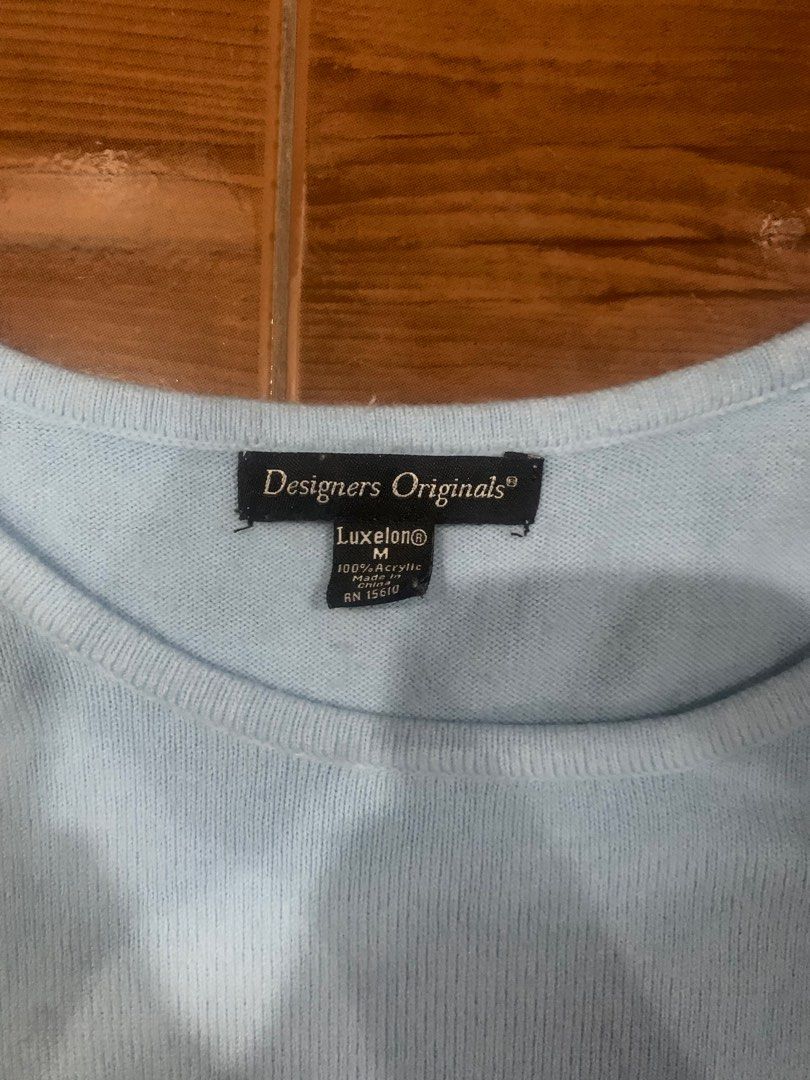 Designers Originals®
Luxelon®
M
100% Acrylic
Made in
China
RN 15610